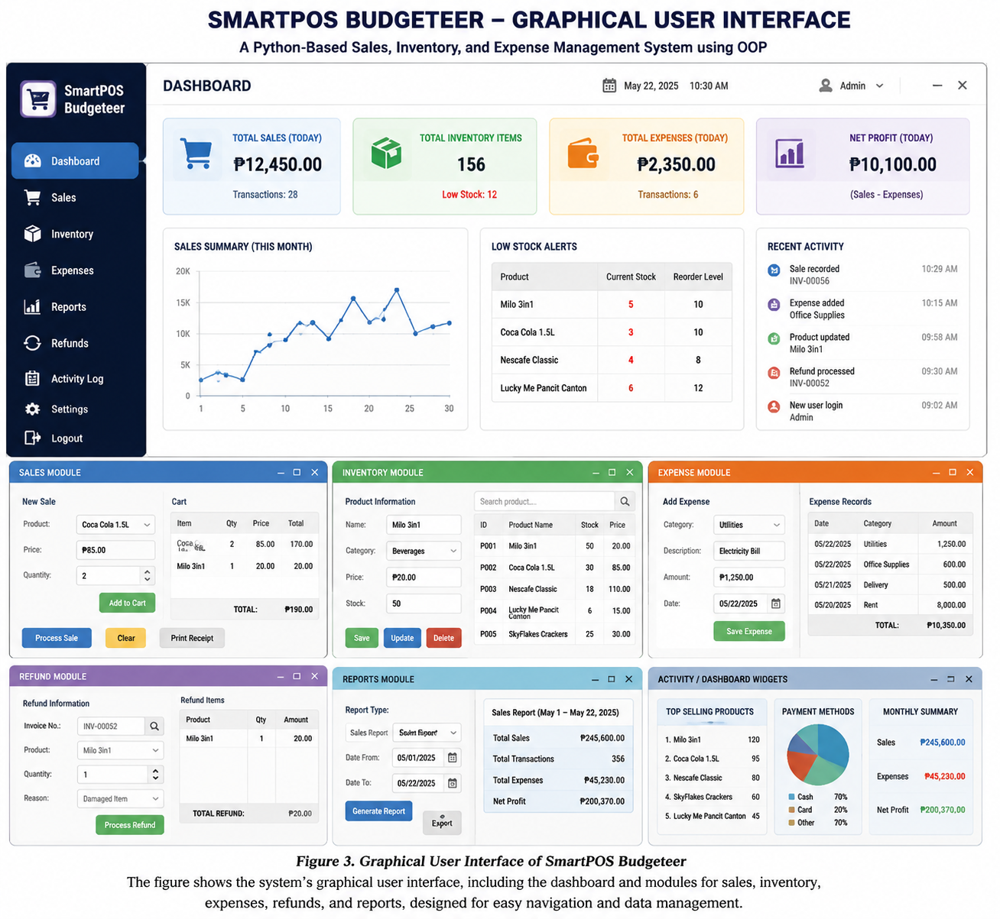 SMARTPOS BUDGETEER – GRAPHICAL USER INTERFACE
A Python-Based Sales, Inventory, and Expense Management System using OOP
SmartPOS
Budgeteer
Dashboard
Sales
Inventory
Expenses
Reports
Refunds
Activity Log
Settings
Logout
DASHBOARD
May 22, 2025 10:30 AM
Admin
TOTAL SALES (TODAY)
₱12,450.00
Transactions: 28
TOTAL INVENTORY ITEMS
156
Low Stock: 12
TOTAL EXPENSES (TODAY)
₱2,350.00
Transactions: 6
NET PROFIT (TODAY)
₱10,100.00
(Sales - Expenses)
SALES SUMMARY (THIS MONTH)
20K
15K
10K
5K
0
1 5 10 15 20 25 30
LOW STOCK ALERTS
Product Current Stock Reorder Level
Milo 3in1 5 10
Coca Cola 1.5L 3 10
Nescafe Classic 4 8
Lucky Me Pancit Canton 6 12
RECENT ACTIVITY
Sale recorded 10:29 AM
INV-00056
Expense added 10:15 AM
Office Supplies
Product updated 09:58 AM
Milo 3in1
Refund processed 09:30 AM
INV-00052
New user login 09:02 AM
Admin
SALES MODULE
New Sale
Product: Coca Cola 1.5L
Price: ₱85.00
Quantity: 2
Add to Cart
Process Sale Clear Print Receipt
Cart
Item Qty Price Total
2 85.00 170.00
Milo 3in1 1 20.00 20.00
TOTAL: ₱190.00
INVENTORY MODULE
Product Information
Name: Milo 3in1
Category: Beverages
Price: ₱20.00
Stock: 50
Save Update Delete
Search product....
ID Product Name Stock Price
P001 Milo 3in1 50 20.00
P002 Coca Cola 1.5L 30 85.00
P003 Nescafe Classic 18 110.00
P004 Lucky Me Pancit Canton 6 15.00
P005 SkyFlakes Crackers 25 30.00
EXPENSE MODULE
Add Expense
Category: Utilities
Description: Electricity Bill
Amount: ₱1,250.00
Date: 05/22/2025
Save Expense
Expense Records
Date Category Amount
05/22/2025 Utilities 1,250.00
05/22/2025 Office Supplies 600.00
05/21/2025 Delivery 500.00
05/20/2025 Rent 8,000.00
TOTAL: ₱10,350.00
REFUND MODULE
Refund Information
Invoice No.: INV-00052
Product: Milo 3in1
Quantity: 1
Reason: Damaged Item
Process Refund
Refund Items
Product Qty Amount
Milo 3in1 1 20.00
TOTAL REFUND: ₱20.00
REPORTS MODULE
Report Type:
Sales Report
Date From: 05/01/2025
Date To: 05/22/2025
Generate Report
Export
Sales Report (May 1 – May 22, 2025)
Total Sales ₱245,600.00
Total Transactions 356
Total Expenses ₱45,230.00
Net Profit ₱200,370.00
ACTIVITY / DASHBOARD WIDGETS
TOP SELLING PRODUCTS
1. Milo 3in1 120
2. Coca Cola 1.5L 95
3. Nescafe Classic 80
4. SkyFlakes Crackers 60
5. Lucky Me Pancit Canton 45
PAYMENT METHODS
Cash 70%
Card 20%
Other
MONTHLY SUMMARY
Sales ₱245,600.00
Expenses ₱45,230.00
Net Profit ₱200,370.00
Figure 3. Graphical User Interface of SmartPOS Budgeteer
The figure shows the system's graphical user interface, including the dashboard and modules for sales, inventory,
expenses, refunds, and reports, designed for easy navigation and data management.